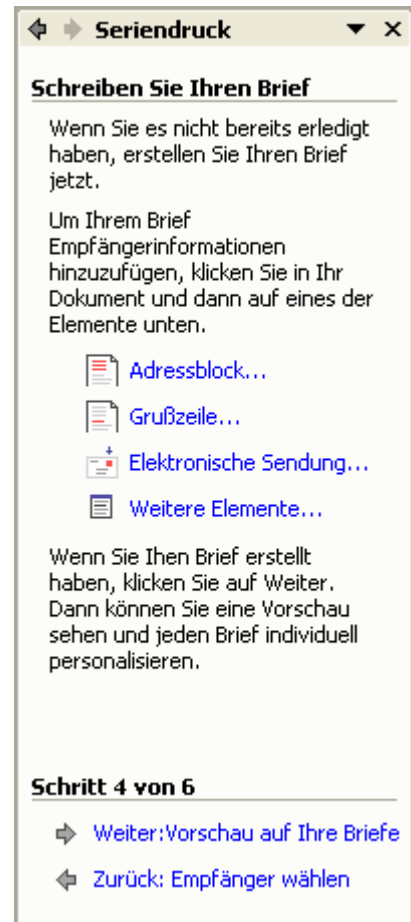 Seriendruck
Schreiben Sie Ihren Brief
Wenn Sie es nicht bereits erledigt
haben, erstellen Sie Ihren Brief
jetzt.
Um Ihrem Brief
Empfängerinformationen
hinzuzufügen, klicken Sie in Ihr
Dokument und dann auf eines der
Elemente unten.
Adressblock...
Grußzeile...
Elektronische Sendung...
Weitere Elemente...
Wenn Sie Ihen Brief erstellt
haben, klicken Sie auf Weiter.
Dann können Sie eine Vorschau
sehen und jeden Brief individuell
personalisieren.
Schritt 4 von 6
Weiter:Vorschau auf Ihre Briefe
Zurück: Empfänger wählen